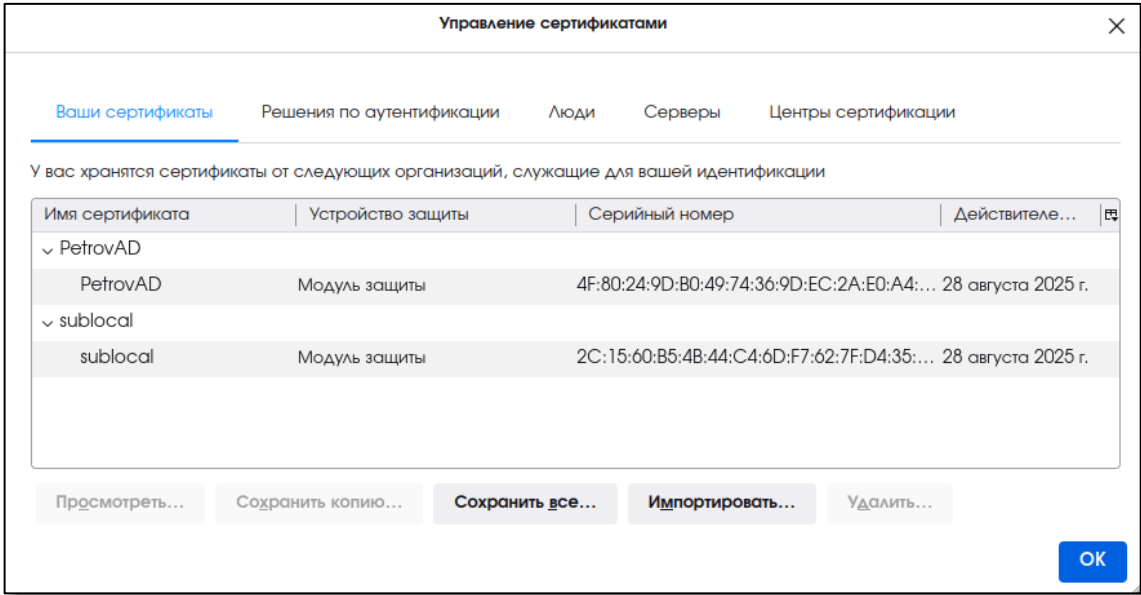 Управление сертификатами
Ваши сертификаты Решения по аутентификации Люди Серверы Центры сертификации
У вас хранятся сертификаты от следующих организаций, служащие для вашей идентификации
Имя сертификата Устройство защиты Серийный номер Действителе...
PetrovAD
PetrovAD Модуль защиты 4F:80:24:9D:B0:49:74:36:9D:EC:2A:E0:A4:... 28 августа 2025 г.
sublocal
sublocal Модуль защиты 2C:15:60:B5:4B:44:C4:6D:F7:62:7F:D4:35:... 28 августа 2025 г.
Просмотреть... Сохранить копию... Сохранить все... Импортировать... Удалить...
ОК